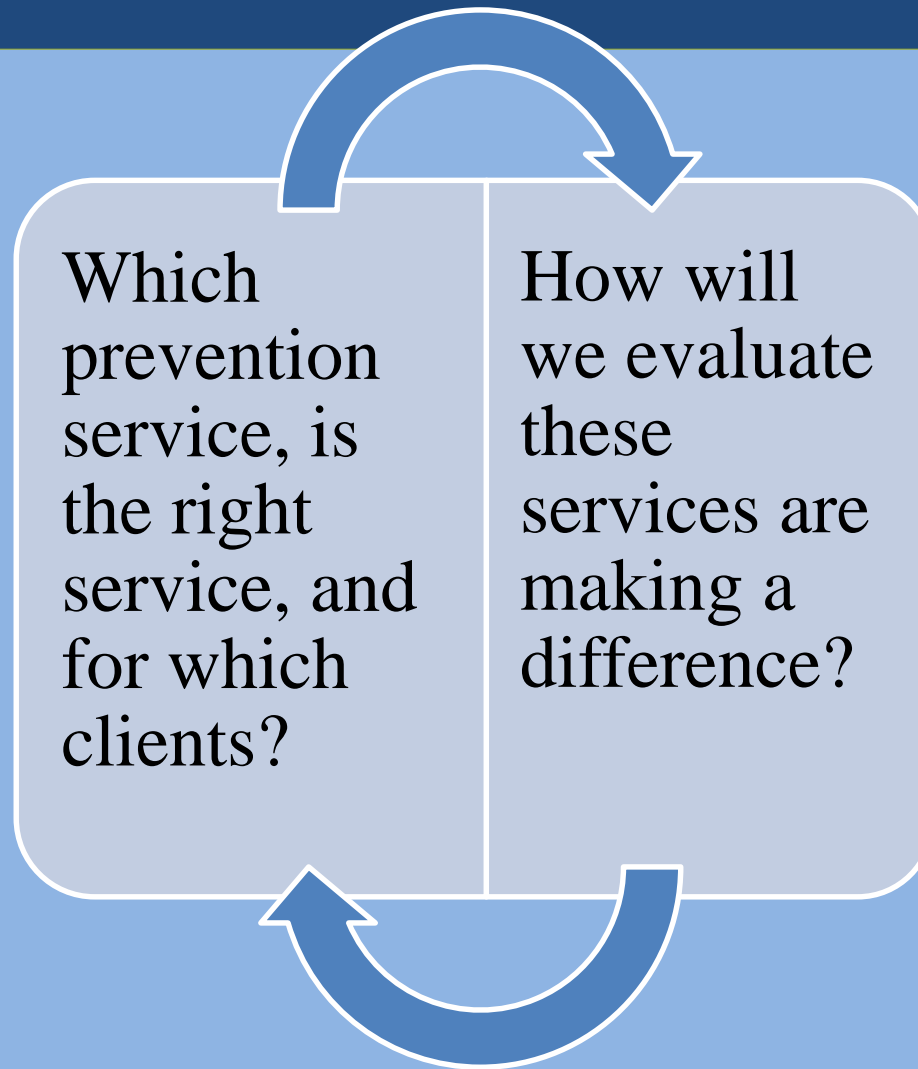 Which
prevention
service, is
the right
service, and
for which
clients?
How will
we evaluate
these
services are
making a
difference?